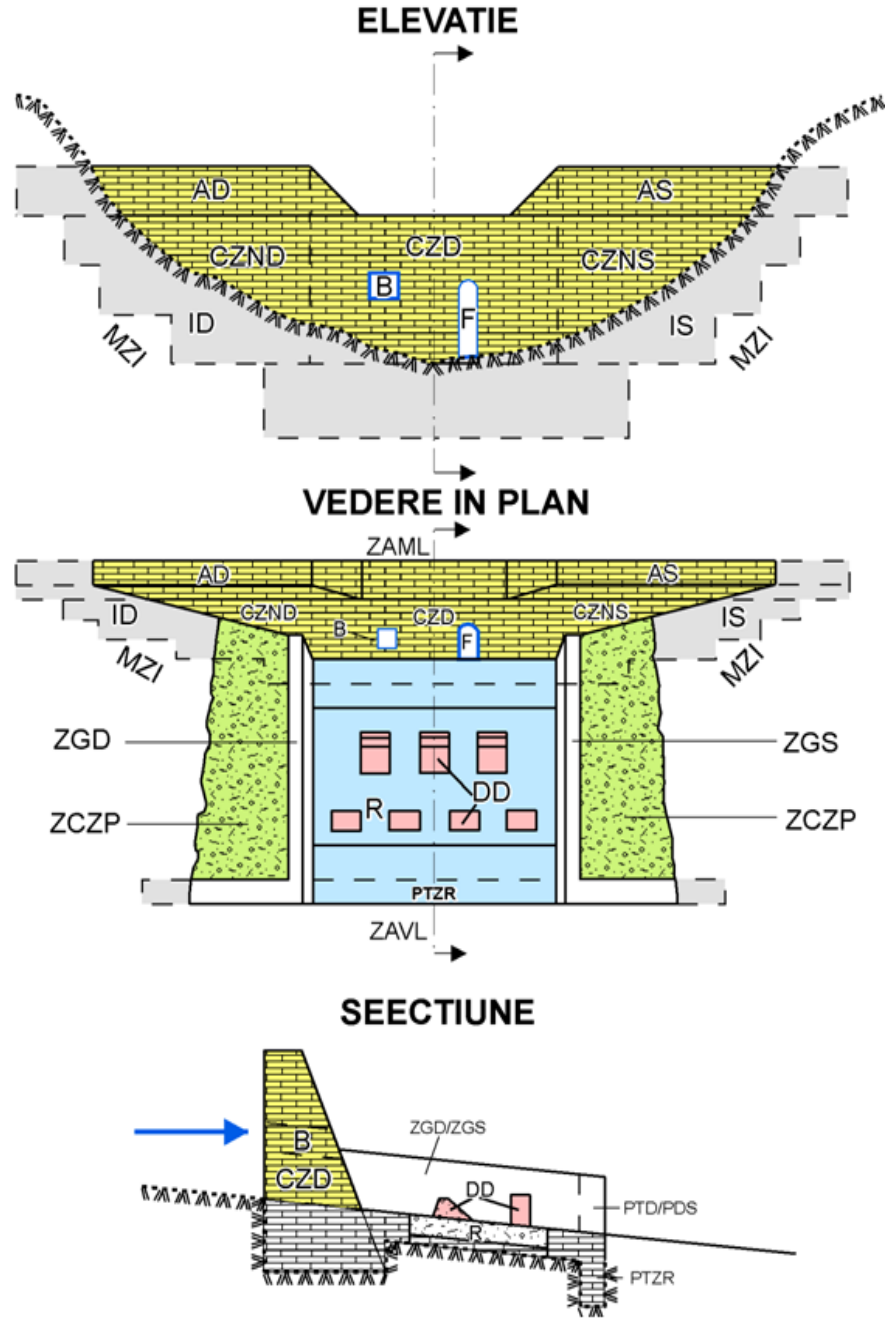 ELEVATIE
AD
AS
CZND
CZD
CZNS
B
F
ID
IS
MZI
MZI
VEDERE IN PLAN
ZAML
AD
AS
ID
CZND
CZD
CZNS
IS
B
F
MZI
MZI
ZGD
ZGS
DD
R
ZCZP
ZCZP
PTZR
ZAVL
SEECTIUNE
ZGD/ZGS
B
CZD
DD
PTD/PDS
R
PTZR